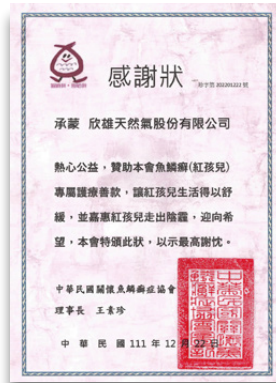 感謝狀
承蒙 欣雄天然氣股份有限公司
熱心公益，贊助本會魚鱗癬(紅孩兒)
專屬護療善款，讓紅孩兒生活得以舒
緩，並嘉惠紅孩兒走出陰霾，迎向希
望，本會特頒此狀，以示最高謝忱。
中華民國關懷魚鱗癬症協會
理事長 王素珍
中華民國 111 年 12 月 22 日